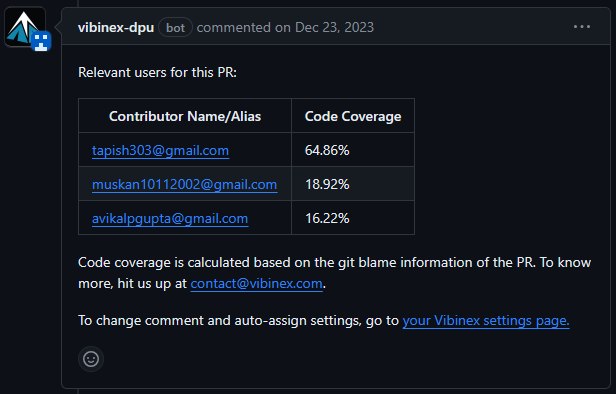 vibinex-dpu bot commented on Dec 23, 2023 ···
Relevant users for this PR:
Contributor Name/Alias Code Coverage
tapish303@gmail.com 64.86%
muskan10112002@gmail.com 18.92%
avikalpgupta@gmail.com 16.22%
Code coverage is calculated based on the git blame information of the PR. To know
more, hit us up at contact@vibinex.com.
To change comment and auto-assign settings, go to your Vibinex settings page.